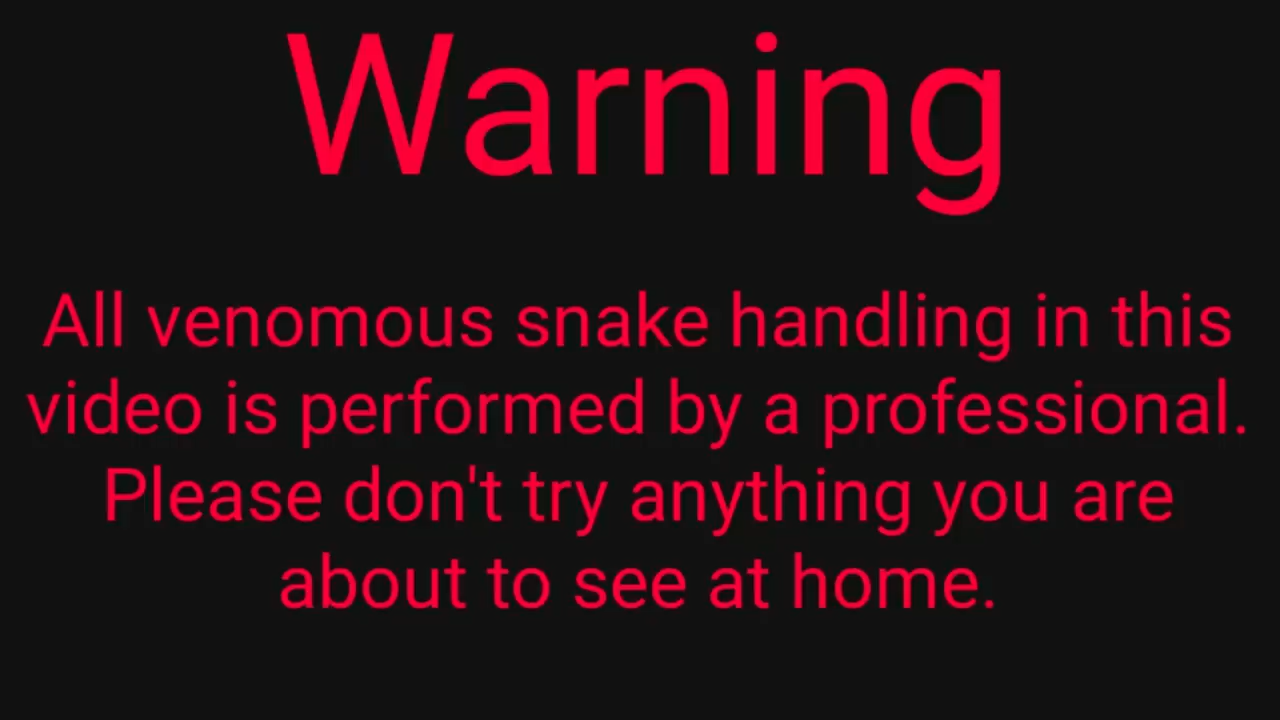 Warning
All venomous snake handling in this
video is performed by a professional.
Please don't try anything you are
about to see at home.